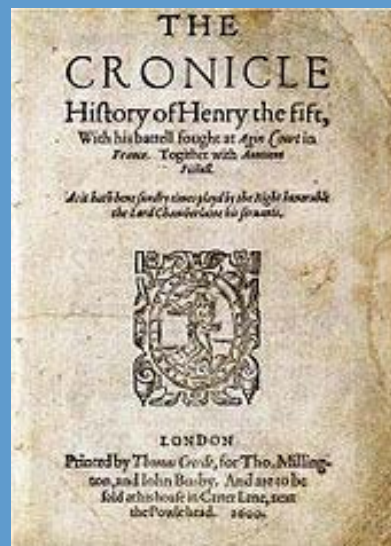 THE
CRONICLE
Hiſtory of Henry the fift,
With his battell fought at Agin Court in
France. Togither with Auntient
Piſtoll.
As it hath bene ſundry times playd by the Right honorable
the Lord Chamberlaine his ſeruants.
LONDON
Printed by Thomas Creede, for Tho. Milling-
ton, and Iohn Busby. And are to be
ſold at his houſe in Carter Lane, next
the Powle head. 1600.